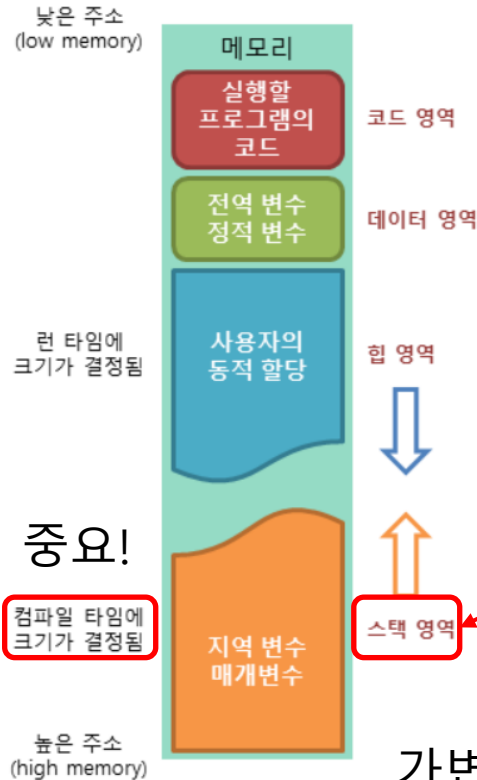 낮은 주소
(low memory)
메모리
실행할
프로그램의
코드
코드 영역
전역 변수
정적 변수
데이터 영역
런 타임에
크기가 결정됨
사용자의
동적 할당
힙 영역
중요!
컴파일 타임에
크기가 결정됨
지역 변수
매개변수
스택 영역
높은 주소
(high memory)